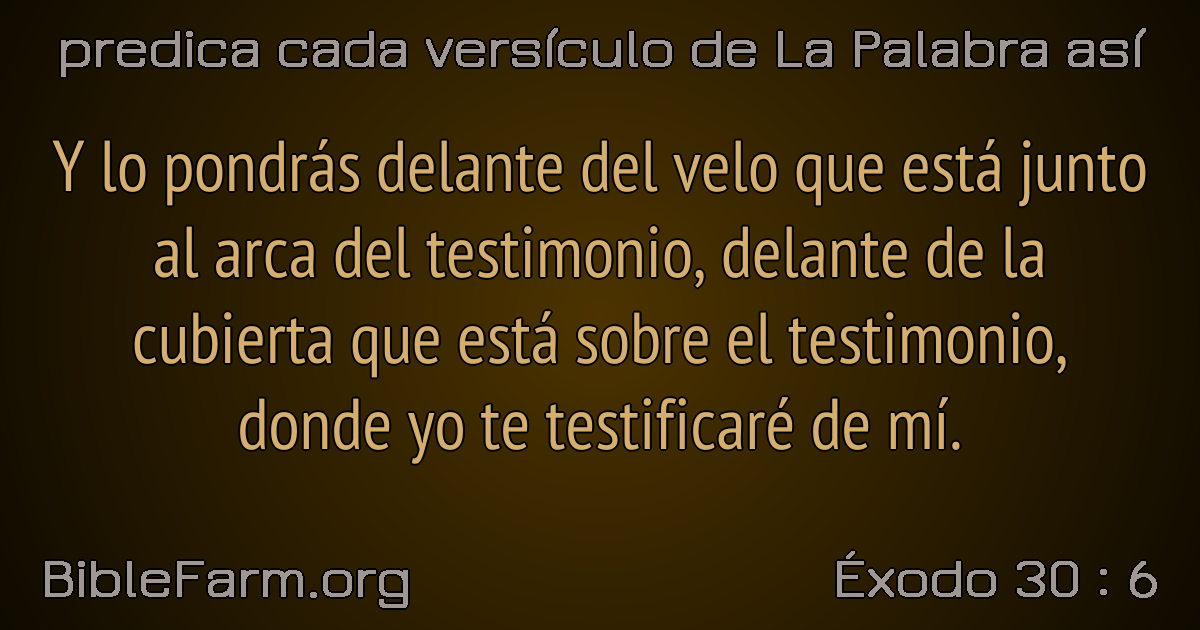 predica cada versículo de La Palabra así
Y lo pondrás delante del velo que está junto
al arca del testimonio, delante de la
cubierta que está sobre el testimonio,
donde yo te testificaré de mí.
BibleFarm.org
Éxodo 30 : 6